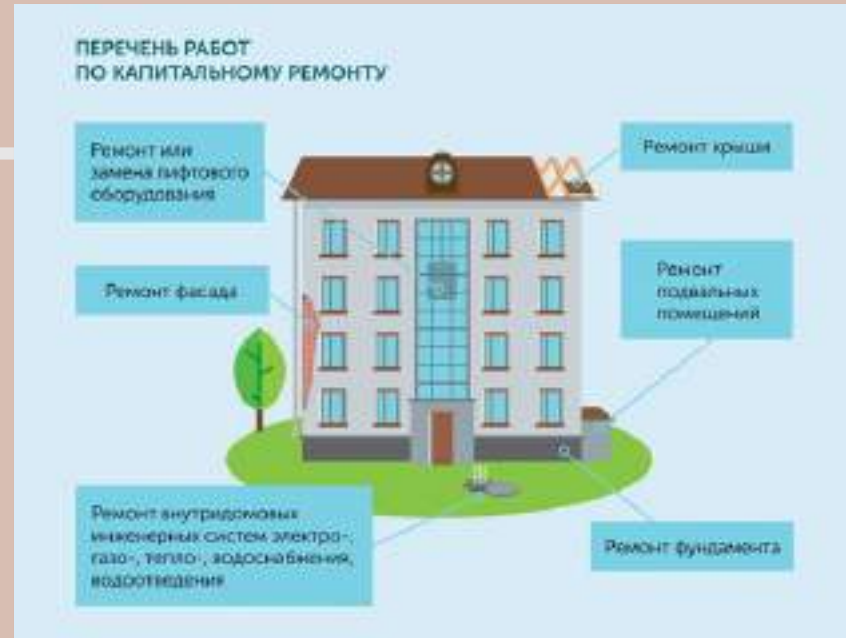 ПЕРЕЧЕНЬ РАБОТ
ПО КАПИТАЛЬНОМУ РЕМОНТУ
Ремонт или
замена лифтового
оборудования
Ремонт крыши
Ремонт фасада
Ремонт
подвальных
помещений
Ремонт внутридомовых
инженерных систем электро-,
газо-, тепло-, водоснабжения,
водоотведения
Ремонт фундамента